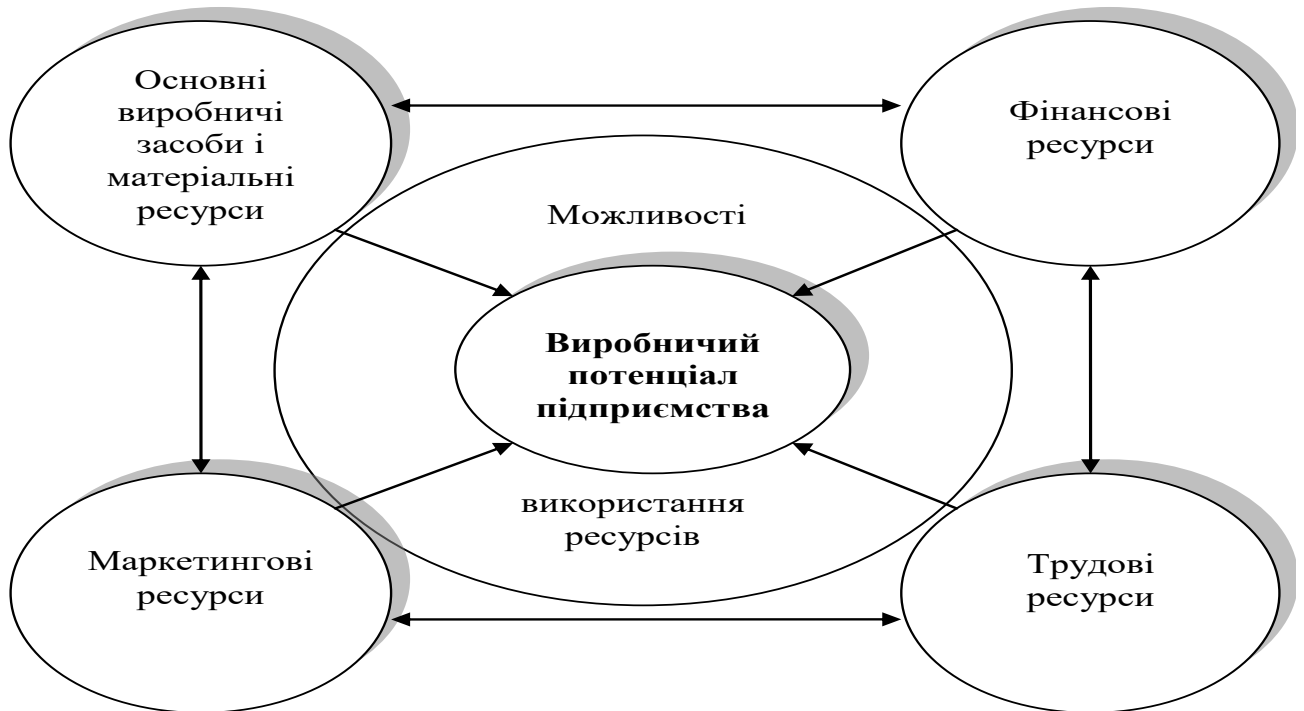 Основні
виробничі
засоби і
матеріальні
ресурси
Фінансові
ресурси
Можливості
Виробничий
потенціал
підприємства
використання
ресурсів
Маркетингові
ресурси
Трудові
ресурси